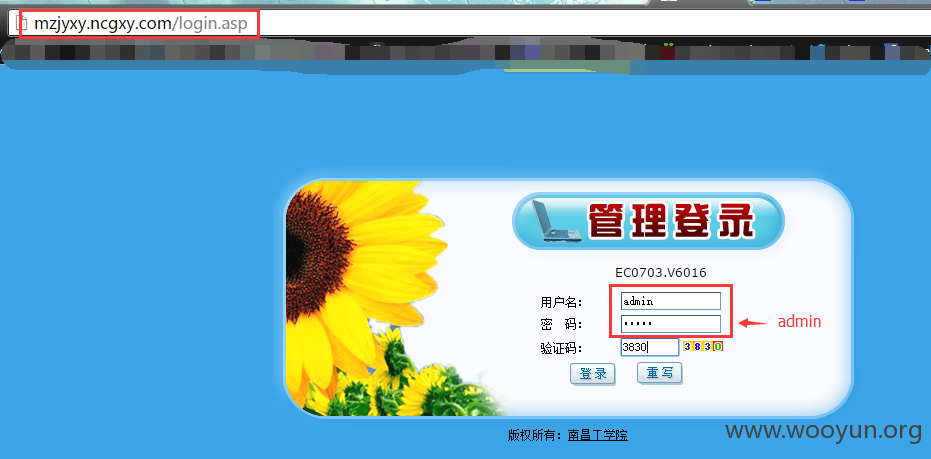 mzjyxy.ncgxy.com/login.asp
管理登录
EC0703.V6016
用户名： admin
密 码： ••••• admin
验证码： 3830 3830
登 录 重 写
版权所有：南昌工学院
www.wooyun.org